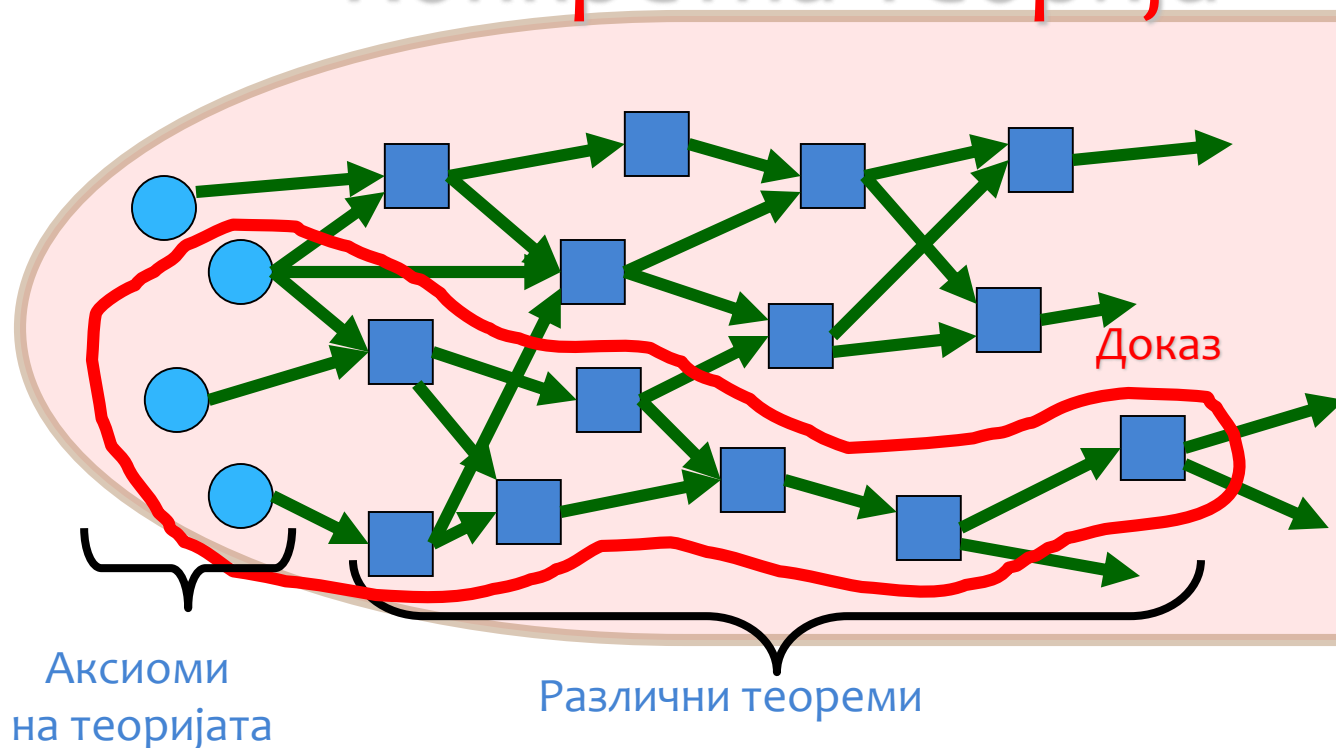 Доказ
Аксиоми
на теоријата
Различни теореми